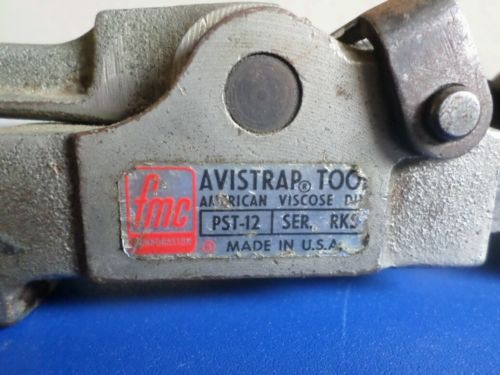 fmc
CORPORATION
AVISTRAP® TOO
AMERICAN VISCOSE DI
PST-12 SER. RKS
® MADE IN U.S.A.